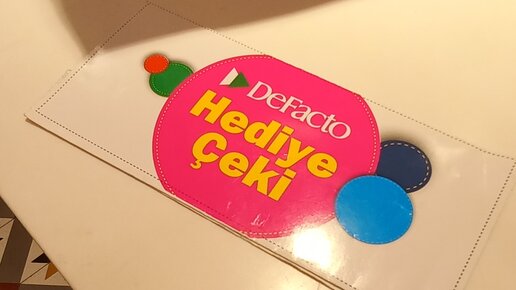 DeFacto
Hediye
Çeki